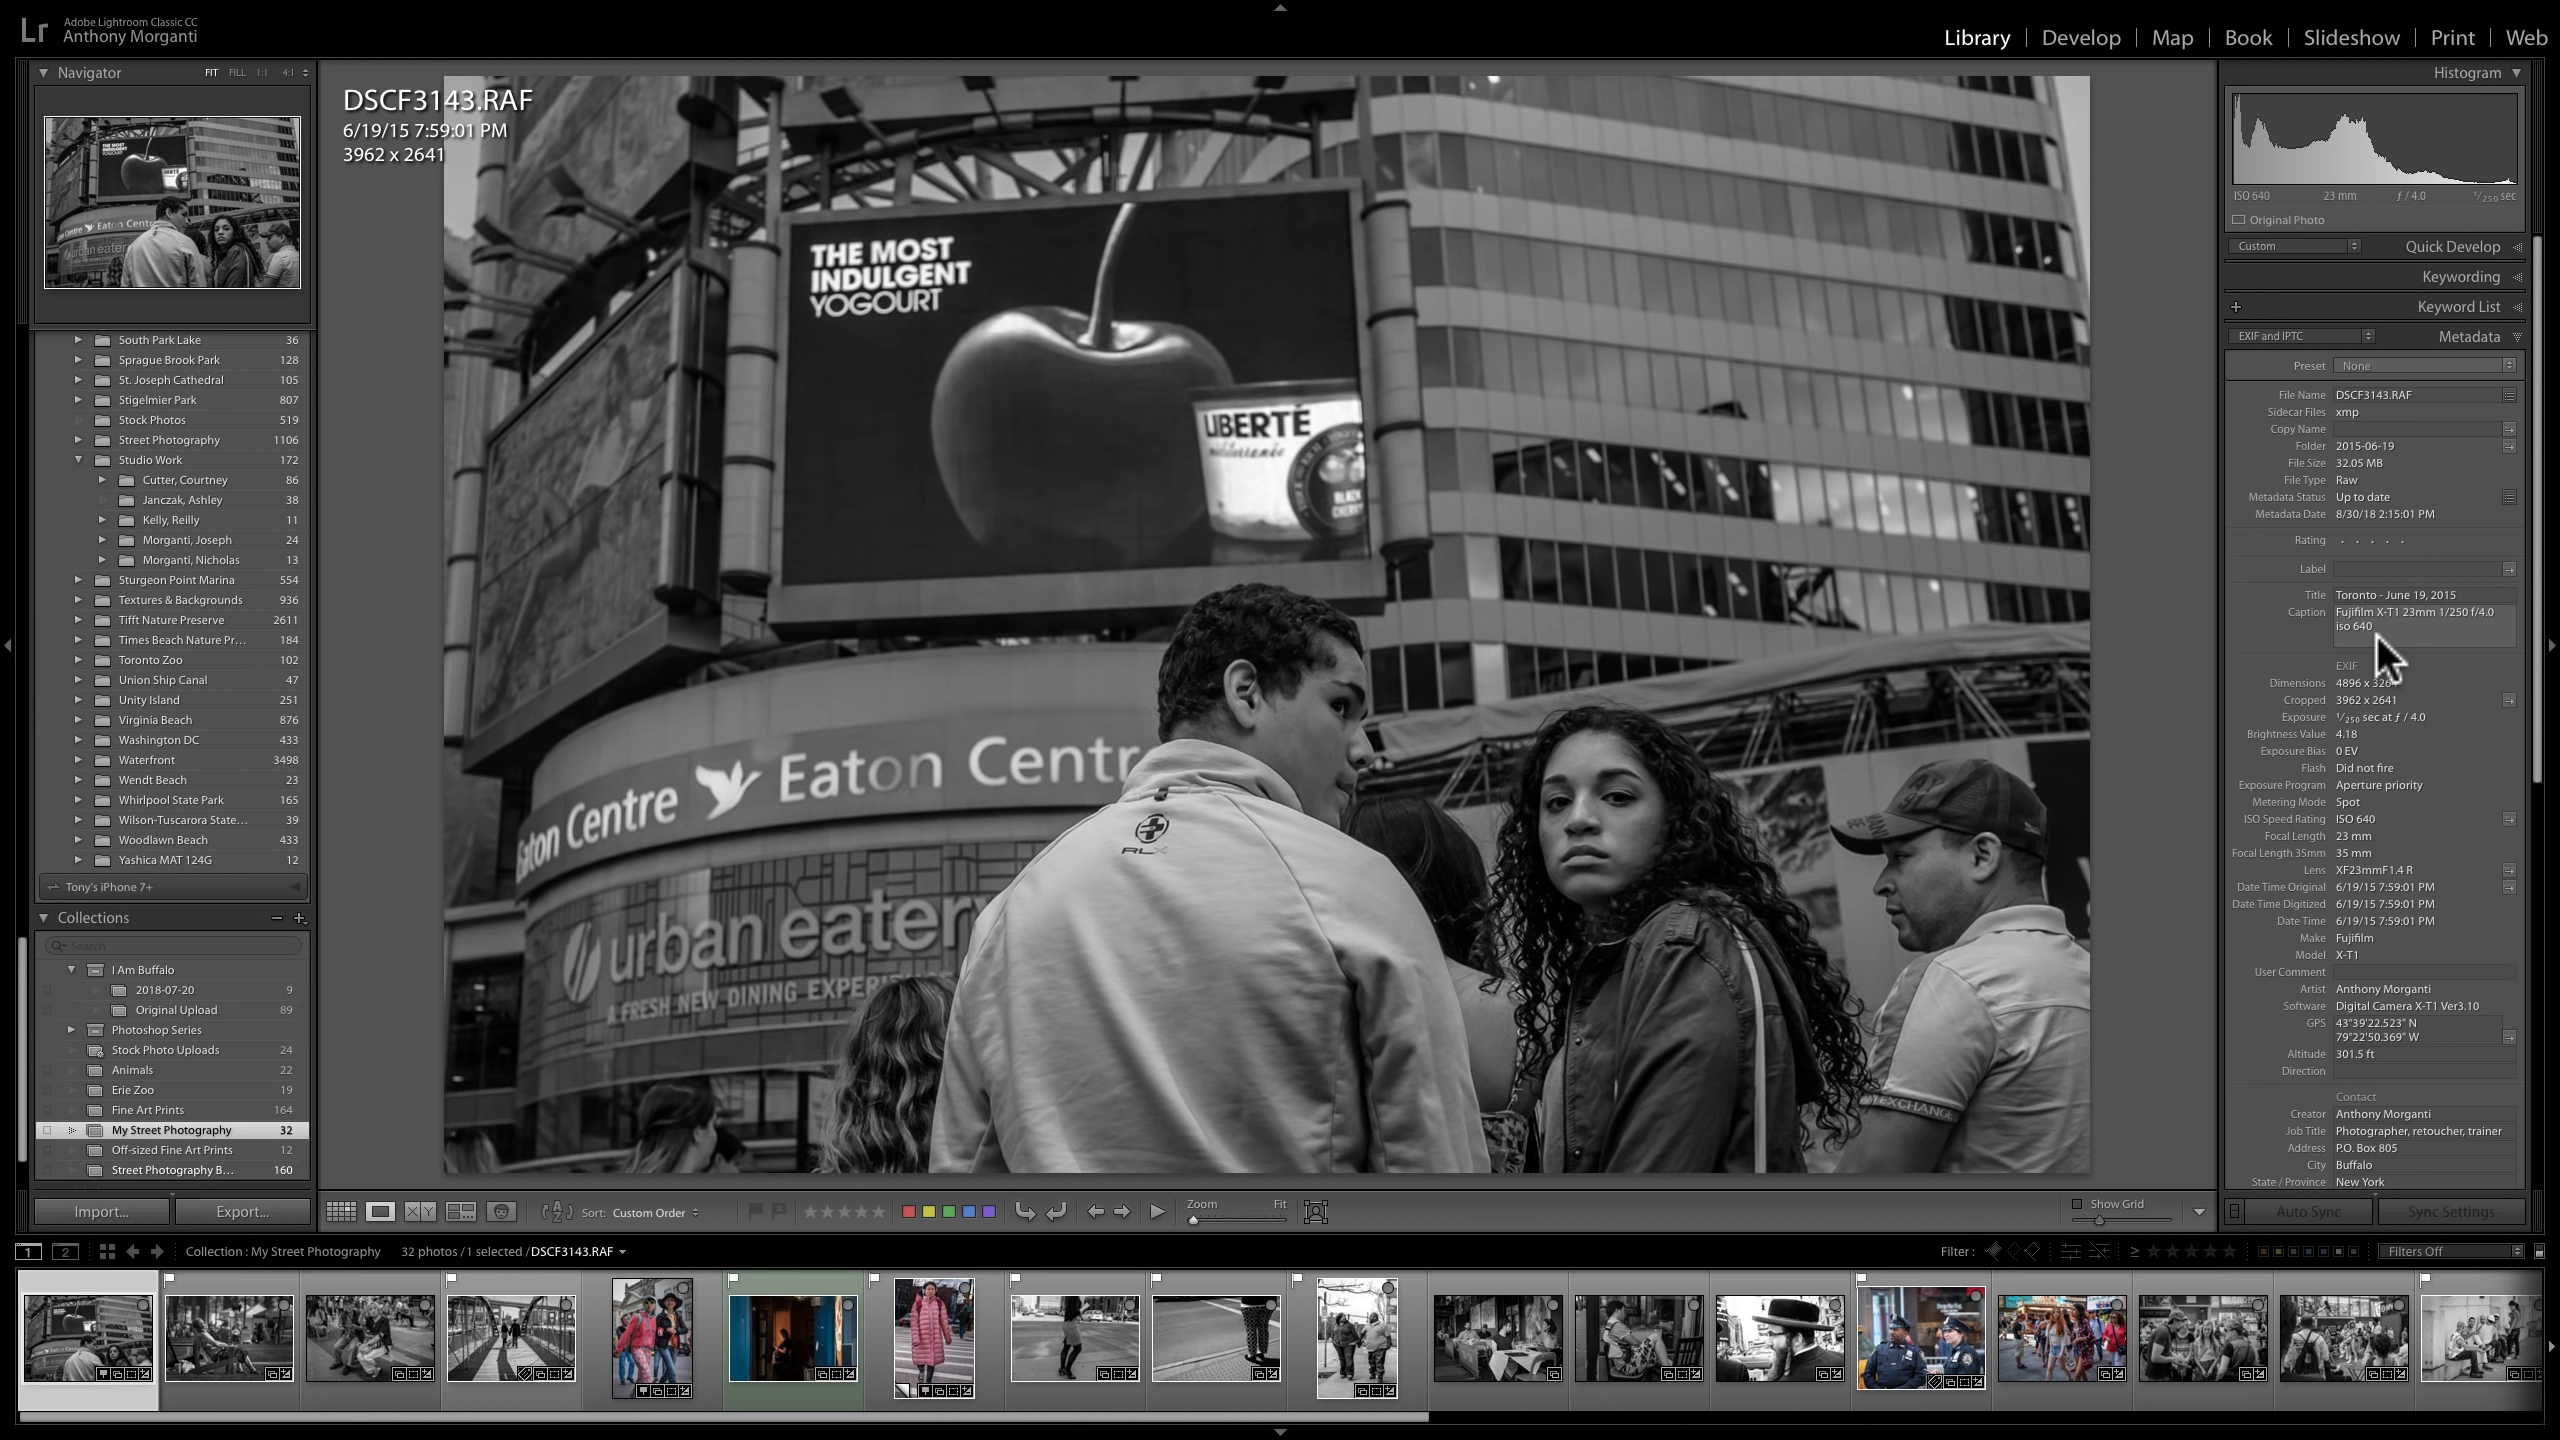 Lr
Adobe Lightroom Classic CC
Anthony Morganti
Library | Develop | Map | Book | Slideshow | Print | Web
Navigator
FIT FILL 1:1 4:1
South Park Lake 36
Sprague Brook Park 128
St. Joseph Cathedral 105
Stigelmier Park 807
Stock Photos 519
Street Photography 1106
Studio Work 172
Cutter, Courtney 86
Janczak, Ashley 38
Kelly, Reilly 11
Morganti, Joseph 24
Morganti, Nicholas 13
Sturgeon Point Marina 554
Textures & Backgrounds 936
Tifft Nature Preserve 2611
Times Beach Nature Pr... 184
Toronto Zoo 102
Union Ship Canal 47
Unity Island 251
Virginia Beach 876
Washington DC 433
Waterfront 3498
Wendt Beach 23
Whirlpool State Park 165
Wilson-Tuscarora State... 39
Woodlawn Beach 433
Yashica MAT 124G 12
Tony's iPhone 7+
Collections
Search
I Am Buffalo
2018-07-20 9
Original Upload 89
Photoshop Series
Stock Photo Uploads 24
Animals 22
Erie Zoo 19
Fine Art Prints 164
My Street Photography 32
Off-sized Fine Art Prints 12
Street Photography B... 160
Import... Export...
DSCF3143.RAF
6/19/15 7:59:01 PM
3962 x 2641
THE MOST
INDULGENT
YOGOURT
LIBERTÉ
méditerranée
BLACK
CHERRY
Eaton Centre Eaton Centr
urban eatery
A FRESH NEW DINING EXPERIENCE
RLX
EXCHANGE
XY
Sort: Custom Order
Zoom Fit
Show Grid
Histogram
ISO 640 23 mm ƒ / 4.0 1/250 sec
Original Photo
Custom Quick Develop
Keywording
Keyword List
EXIF and IPTC Metadata
Preset None
File Name DSCF3143.RAF
Sidecar Files xmp
Copy Name
Folder 2015-06-19
File Size 32.05 MB
File Type Raw
Metadata Status Up to date
Metadata Date 8/30/18 2:15:01 PM
Rating
Label
Title Toronto - June 19, 2015
Caption Fujifilm X-T1 23mm 1/250 f/4.0
iso 640
EXIF
Dimensions 4896 x 326
Cropped 3962 x 2641
Exposure 1/250 sec at ƒ / 4.0
Brightness Value 4.18
Exposure Bias 0 EV
Flash Did not fire
Exposure Program Aperture priority
Metering Mode Spot
ISO Speed Rating ISO 640
Focal Length 23 mm
Focal Length 35mm 35 mm
Lens XF23mmF1.4 R
Date Time Original 6/19/15 7:59:01 PM
Date Time Digitized 6/19/15 7:59:01 PM
Date Time 6/19/15 7:59:01 PM
Make Fujifilm
Model X-T1
User Comment
Artist Anthony Morganti
Software Digital Camera X-T1 Ver3.10
GPS 43°39'22.523" N
79°22'50.369" W
Altitude 301.5 ft
Direction
Contact
Creator Anthony Morganti
Job Title Photographer, retoucher, trainer
Address P.O. Box 805
City Buffalo
State / Province New York
Auto Sync Sync Settings
1 2 Collection : My Street Photography 32 photos / 1 selected / DSCF3143.RAF
Filter : Filters Off